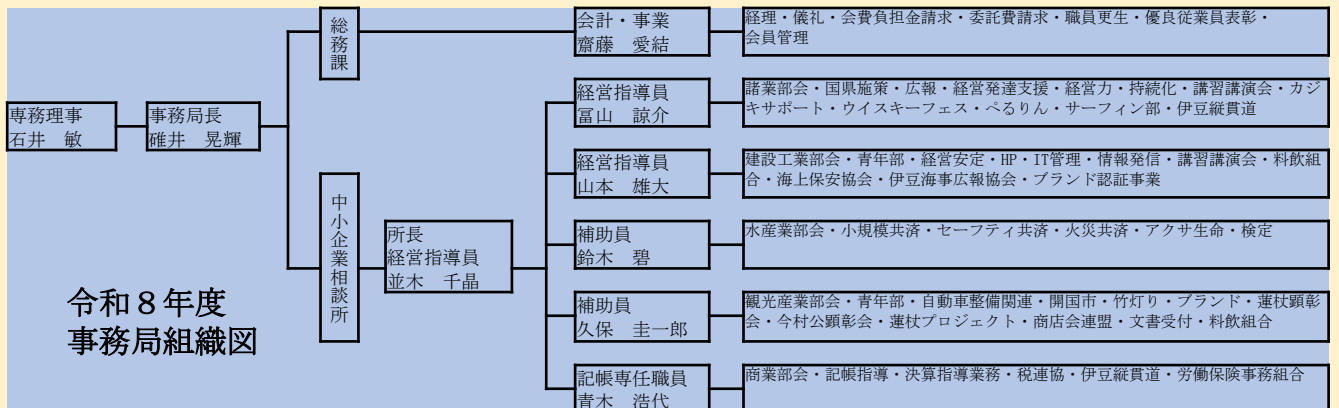 専務理事
石井　敏
事務局長
碓井　晃輝
総務課
会計・事業
齋藤　愛結
経理・儀礼・会費負担金請求・委託費請求・職員更生・優良従業員表彰・
会員管理
中小企業相談所
所長
経営指導員
並木　千晶
経営指導員
冨山　諒介
諸業部会・国県施策・広報・経営発達支援・経営力・持続化・講習講演会・カジ
キサポート・ウイスキーフェス・ぺるりん・サーフィン部・伊豆縦貫道
経営指導員
山本　雄大
建設工業部会・青年部・経営安定・HP・IT管理・情報発信・講習講演会・料飲組
合・海上保安協会・伊豆海事広報協会・ブランド認証事業
補助員
鈴木　碧
水産業部会・小規模共済・セーフティ共済・火災共済・アクサ生命・検定
補助員
久保　圭一郎
観光産業部会・青年部・自動車整備関連・開国市・竹灯り・ブランド・蓮杖顕彰
会・今村公顕彰会・蓮杖プロジェクト・商店会連盟・文書受付・料飲組合
記帳専任職員
青木　浩代
商業部会・記帳指導・決算指導業務・税連協・伊豆縦貫道・労働保険事務組合
令和８年度
事務局組織図